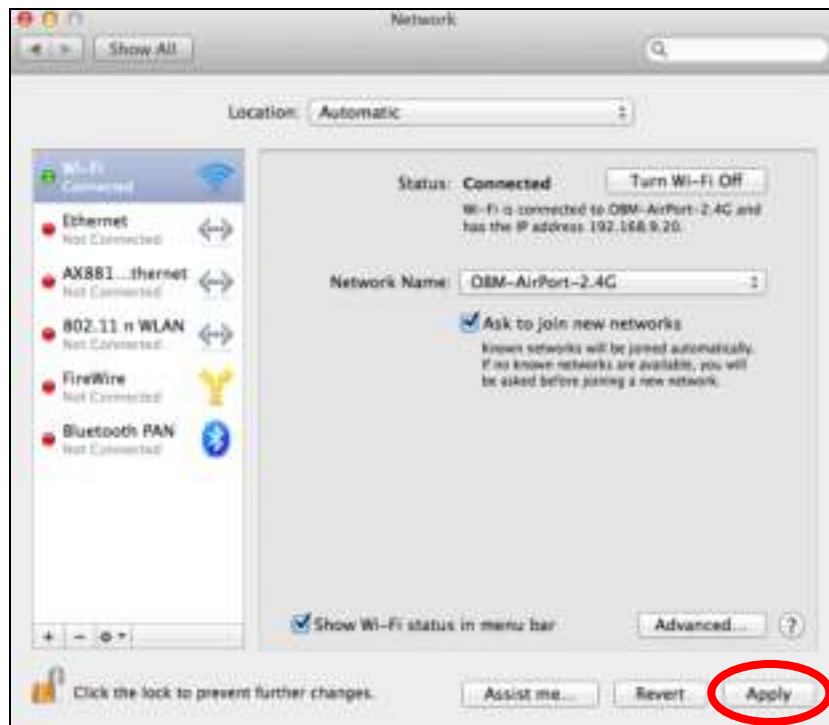 Network
Show All
Location: Automatic
Wi-Fi
Connected
Ethernet
Not Connected
AX881...thernet
Not Connected
802.11 n WLAN
Not Connected
FireWire
Not Connected
Bluetooth PAN
Not Connected
Status: Connected
Turn Wi-Fi Off
Wi-Fi is connected to OBM-AirPort-2.4G and
has the IP address 192.168.9.20.
Network Name: OBM-AirPort-2.4G
Ask to join new networks
Known networks will be joined automatically.
If no known networks are available, you will
be asked before joining a new network.
Show Wi-Fi status in menu bar
Advanced... ?
Click the lock to prevent further changes.
Assist me... Revert Apply